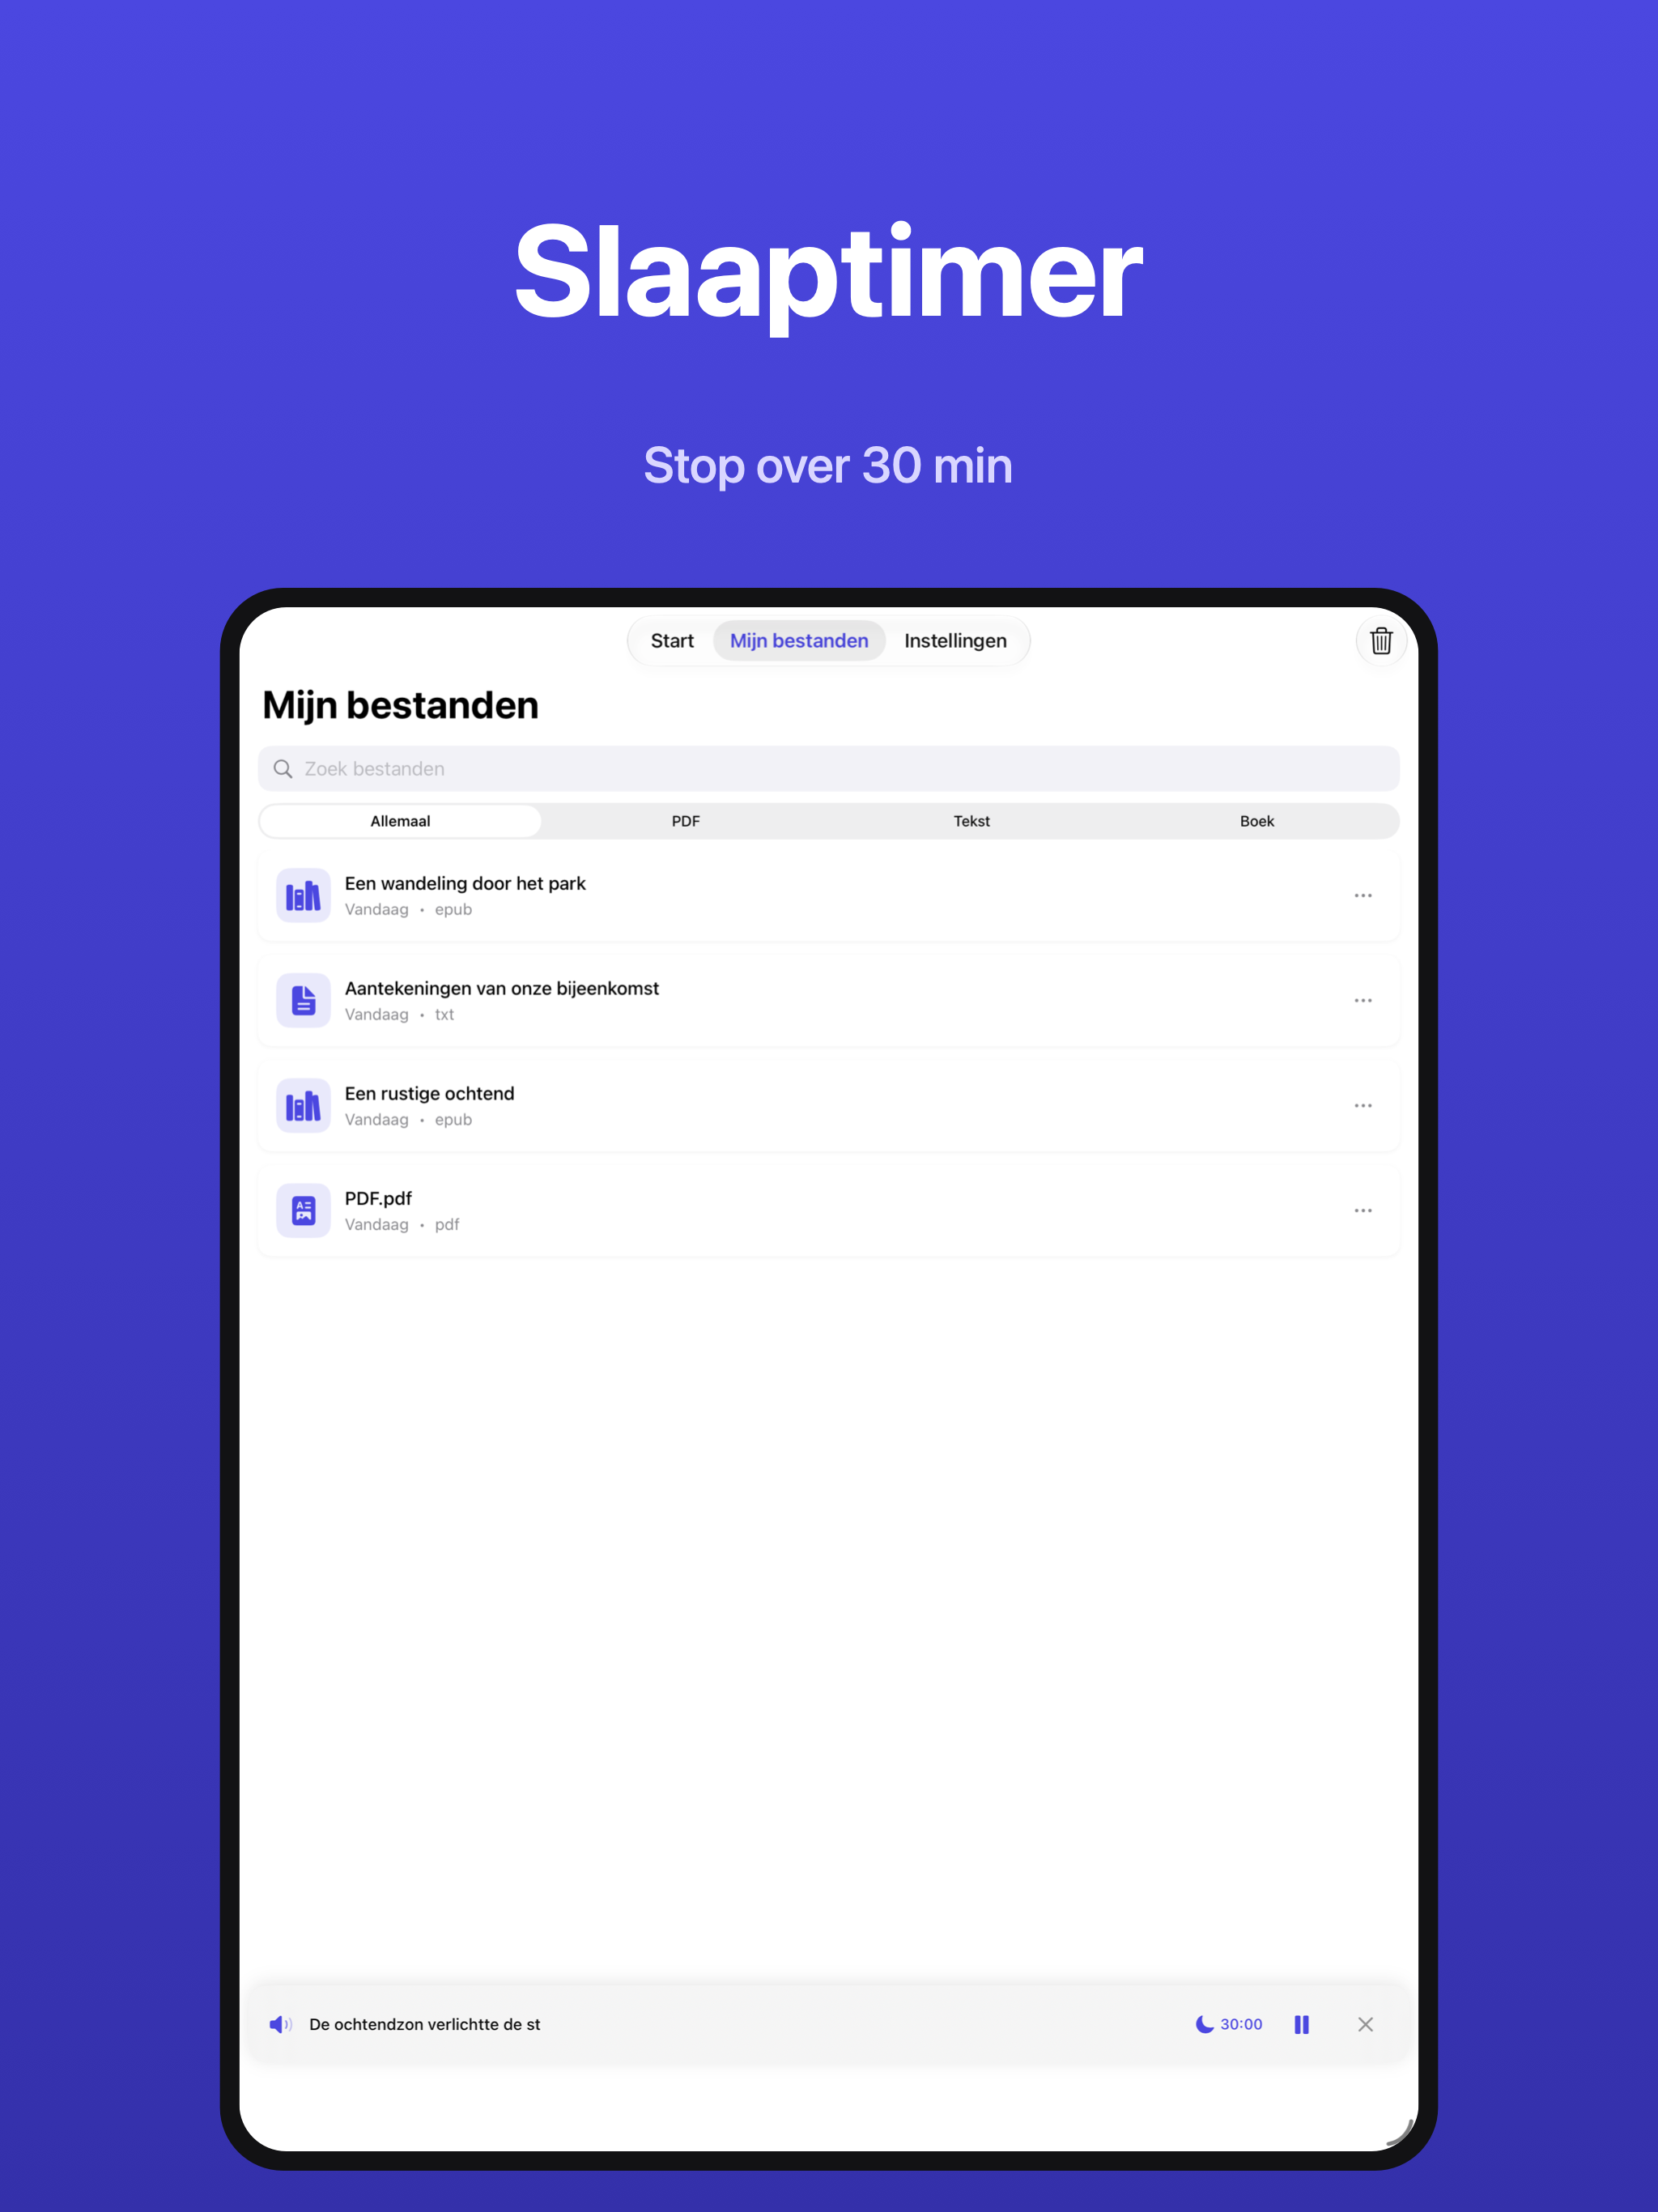 Slaaptimer
Stop over 30 min
Start Mijn bestanden Instellingen
Mijn bestanden
Zoek bestanden
Allemaal PDF Tekst Boek
Een wandeling door het park
Vandaag • epub
Aantekeningen van onze bijeenkomst
Vandaag • txt
Een rustige ochtend
Vandaag • epub
PDF.pdf
Vandaag • pdf
De ochtendzon verlichtte de st 30:00